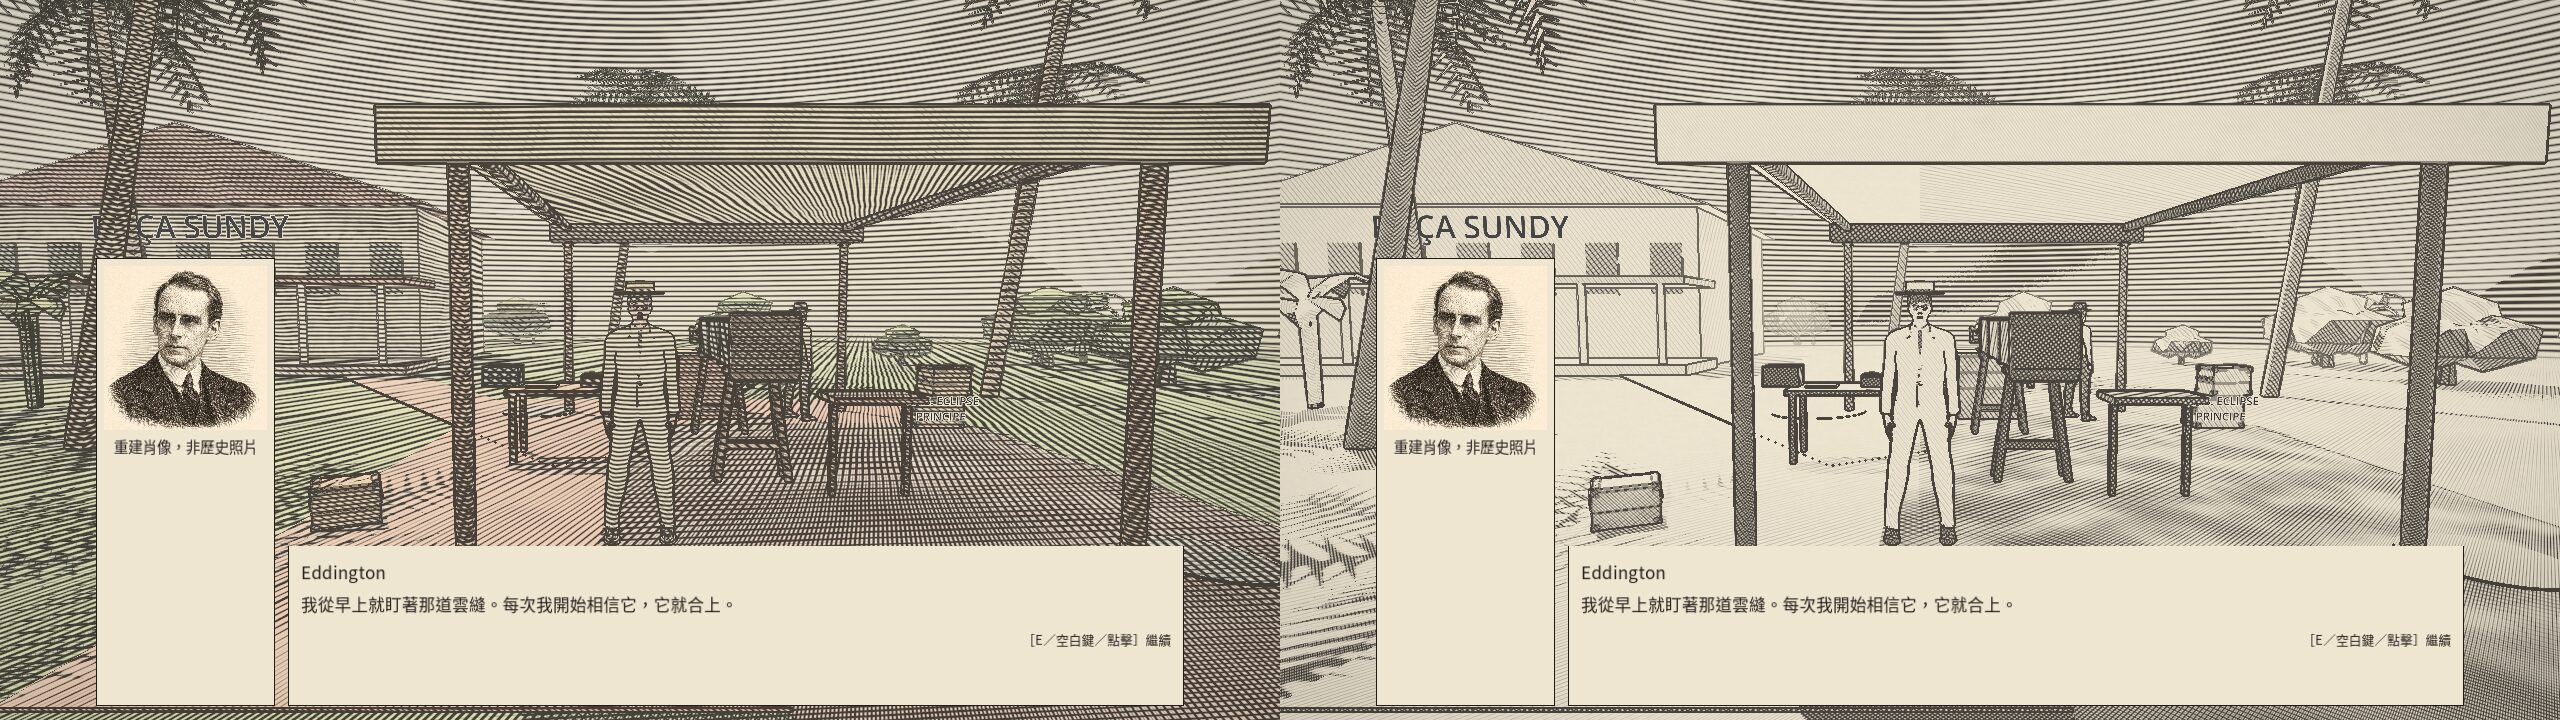 ÇA SUNDY
重建肖像，非歷史照片
ECLIPSE
PRINCIPE
Eddington
我從早上就盯著那道雲縫。每次我開始相信它，它就合上。
［E／空白鍵／點擊］繼續
ÇA SUNDY
重建肖像，非歷史照片
ECLIPSE
PRINCIPE
Eddington
我從早上就盯著那道雲縫。每次我開始相信它，它就合上。
［E／空白鍵／點擊］繼續